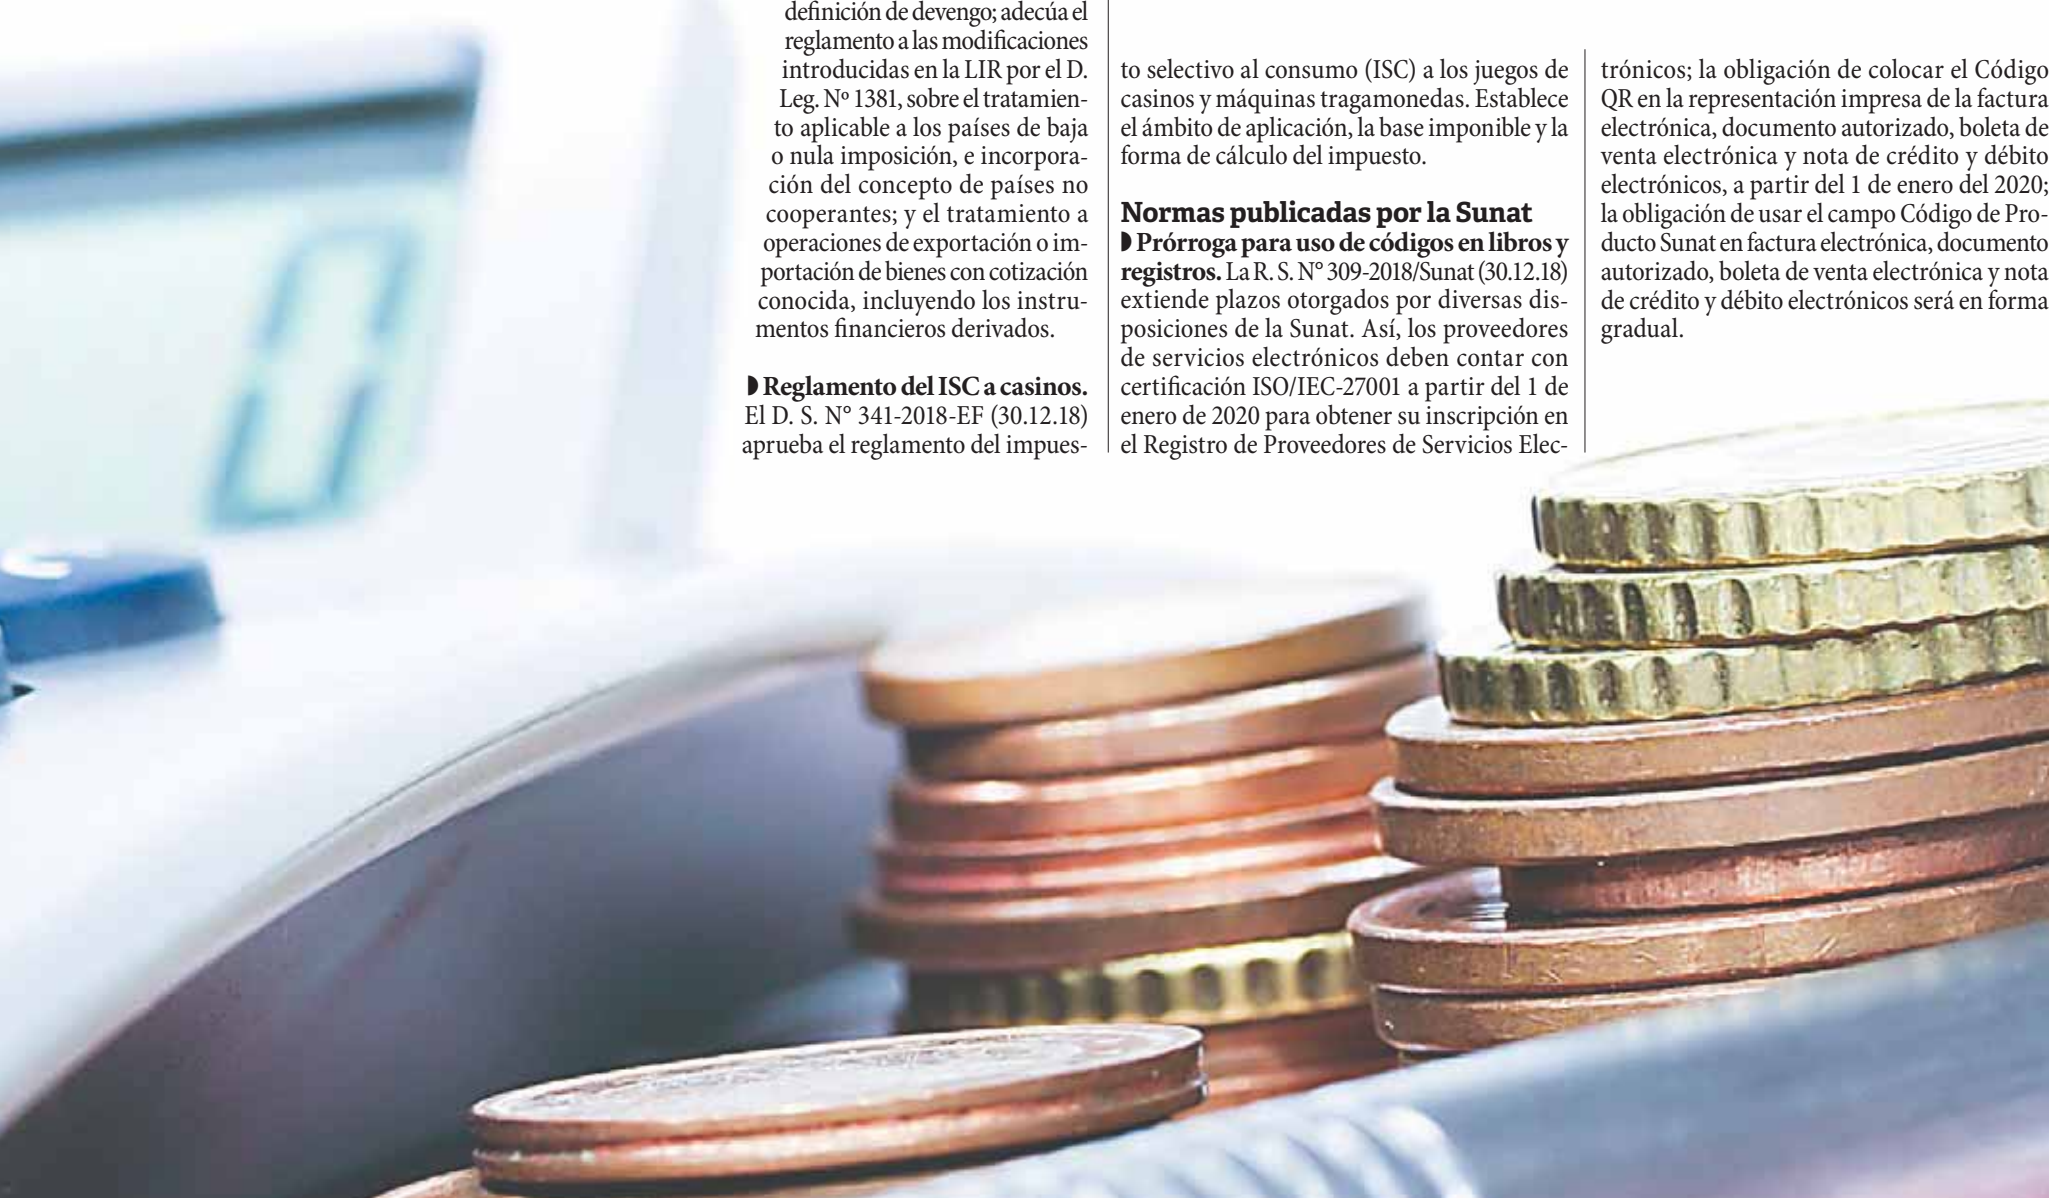 definición de devengo; adecúa el
reglamento a las modificaciones
introducidas en la LIR por el D.
Leg. Nº 1381, sobre el tratamien-
to aplicable a los países de baja
o nula imposición, e incorpora-
ción del concepto de países no
cooperantes; y el tratamiento a
operaciones de exportación o im-
portación de bienes con cotización
conocida, incluyendo los instru-
mentos financieros derivados.
◗ Reglamento del ISC a casinos.
El D. S. N° 341-2018-EF (30.12.18)
aprueba el reglamento del impues-
to selectivo al consumo (ISC) a los juegos de
casinos y máquinas tragamonedas. Establece
el ámbito de aplicación, la base imponible y la
forma de cálculo del impuesto.
Normas publicadas por la Sunat
◗ Prórroga para uso de códigos en libros y
registros. La R. S. N° 309-2018/Sunat (30.12.18)
extiende plazos otorgados por diversas dis-
posiciones de la Sunat. Así, los proveedores
de servicios electrónicos deben contar con
certificación ISO/IEC-27001 a partir del 1 de
enero de 2020 para obtener su inscripción en
el Registro de Proveedores de Servicios Elec-
trónicos; la obligación de colocar el Código
QR en la representación impresa de la factura
electrónica, documento autorizado, boleta de
venta electrónica y nota de crédito y débito
electrónicos, a partir del 1 de enero del 2020;
la obligación de usar el campo Código de Pro-
ducto Sunat en factura electrónica, documento
autorizado, boleta de venta electrónica y nota
de crédito y débito electrónicos será en forma
gradual.
0
C